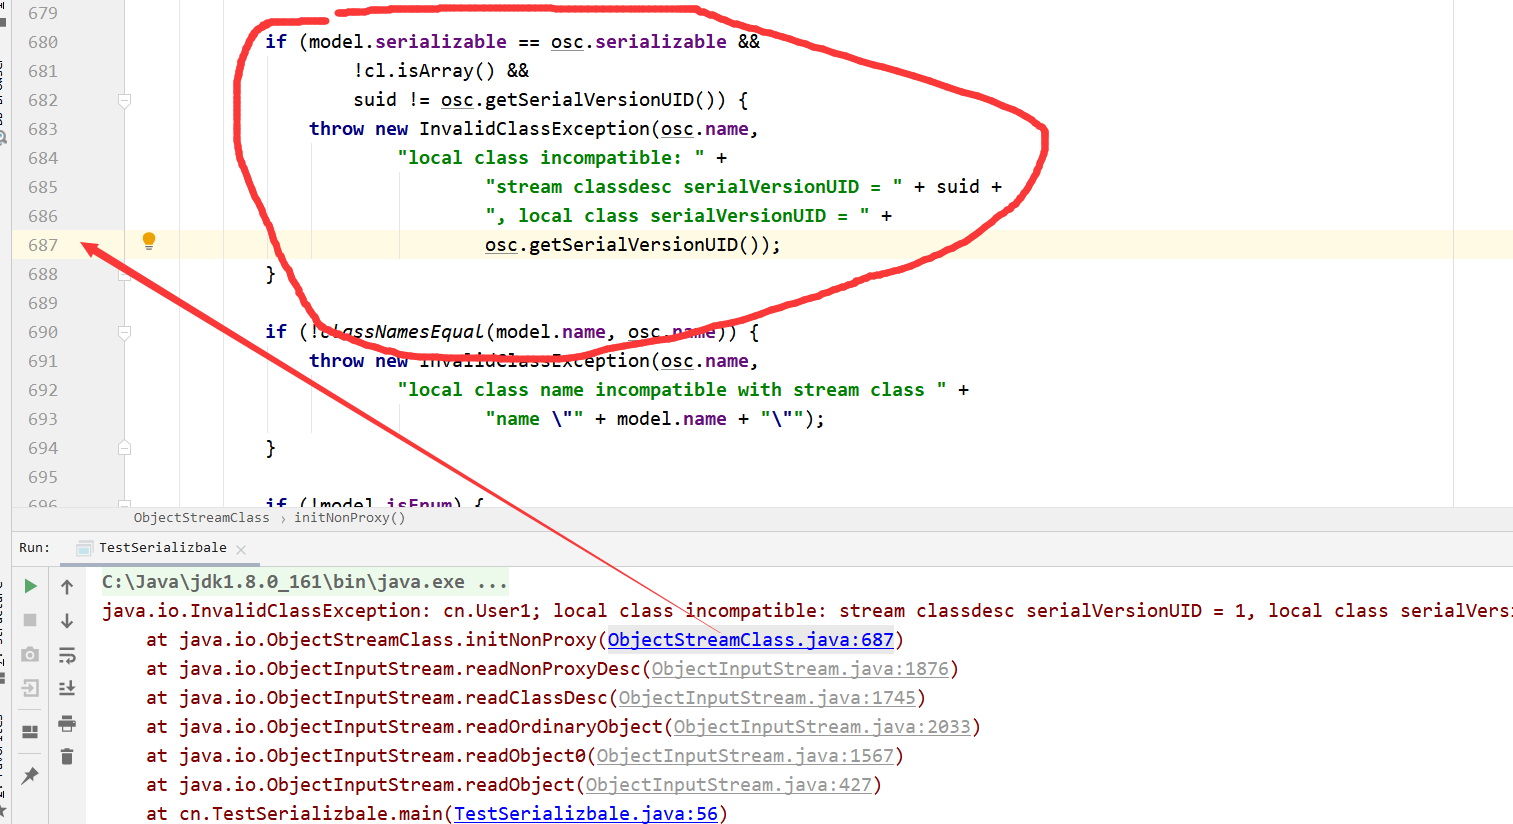 679
680 if (model.serializable == osc.serializable &&
681 !cl.isArray() &&
682 suid != osc.getSerialVersionUID()) {
683 throw new InvalidClassException(osc.name,
684 "local class incompatible: " +
685 "stream classdesc serialVersionUID = " + suid +
686 ", local class serialVersionUID = " +
687 osc.getSerialVersionUID());
688 }
689
690 if (!classNamesEqual(model.name, osc.name)) {
691 throw new InvalidClassException(osc.name,
692 "local class name incompatible with stream class " +
693 "name \"" + model.name + "\"");
694 }
695
696 if (!model.isEnum) {
ObjectStreamClass › initNonProxy()
Run: TestSerializbale
C:\Java\jdk1.8.0_161\bin\java.exe ...
java.io.InvalidClassException: cn.User1; local class incompatible: stream classdesc serialVersionUID = 1, local class serialVers
at java.io.ObjectStreamClass.initNonProxy(ObjectStreamClass.java:687)
at java.io.ObjectInputStream.readNonProxyDesc(ObjectInputStream.java:1876)
at java.io.ObjectInputStream.readClassDesc(ObjectInputStream.java:1745)
at java.io.ObjectInputStream.readOrdinaryObject(ObjectInputStream.java:2033)
at java.io.ObjectInputStream.readObject0(ObjectInputStream.java:1567)
at java.io.ObjectInputStream.readObject(ObjectInputStream.java:427)
at cn.TestSerializbale.main(TestSerializbale.java:56)